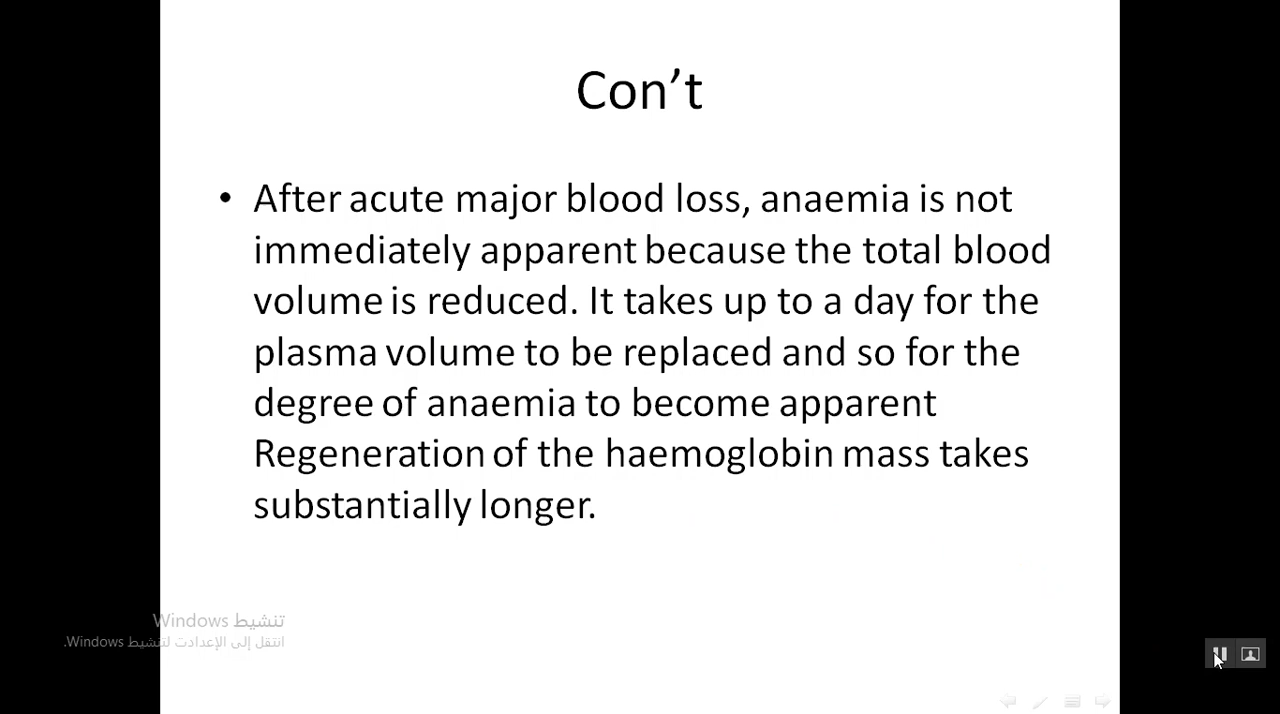 Con’t
• After acute major blood loss, anaemia is not
immediately apparent because the total blood
volume is reduced. It takes up to a day for the
plasma volume to be replaced and so for the
degree of anaemia to become apparent
Regeneration of the haemoglobin mass takes
substantially longer.
تنشيط Windows
انتقل إلى الإعدادت لتنشيط Windows.